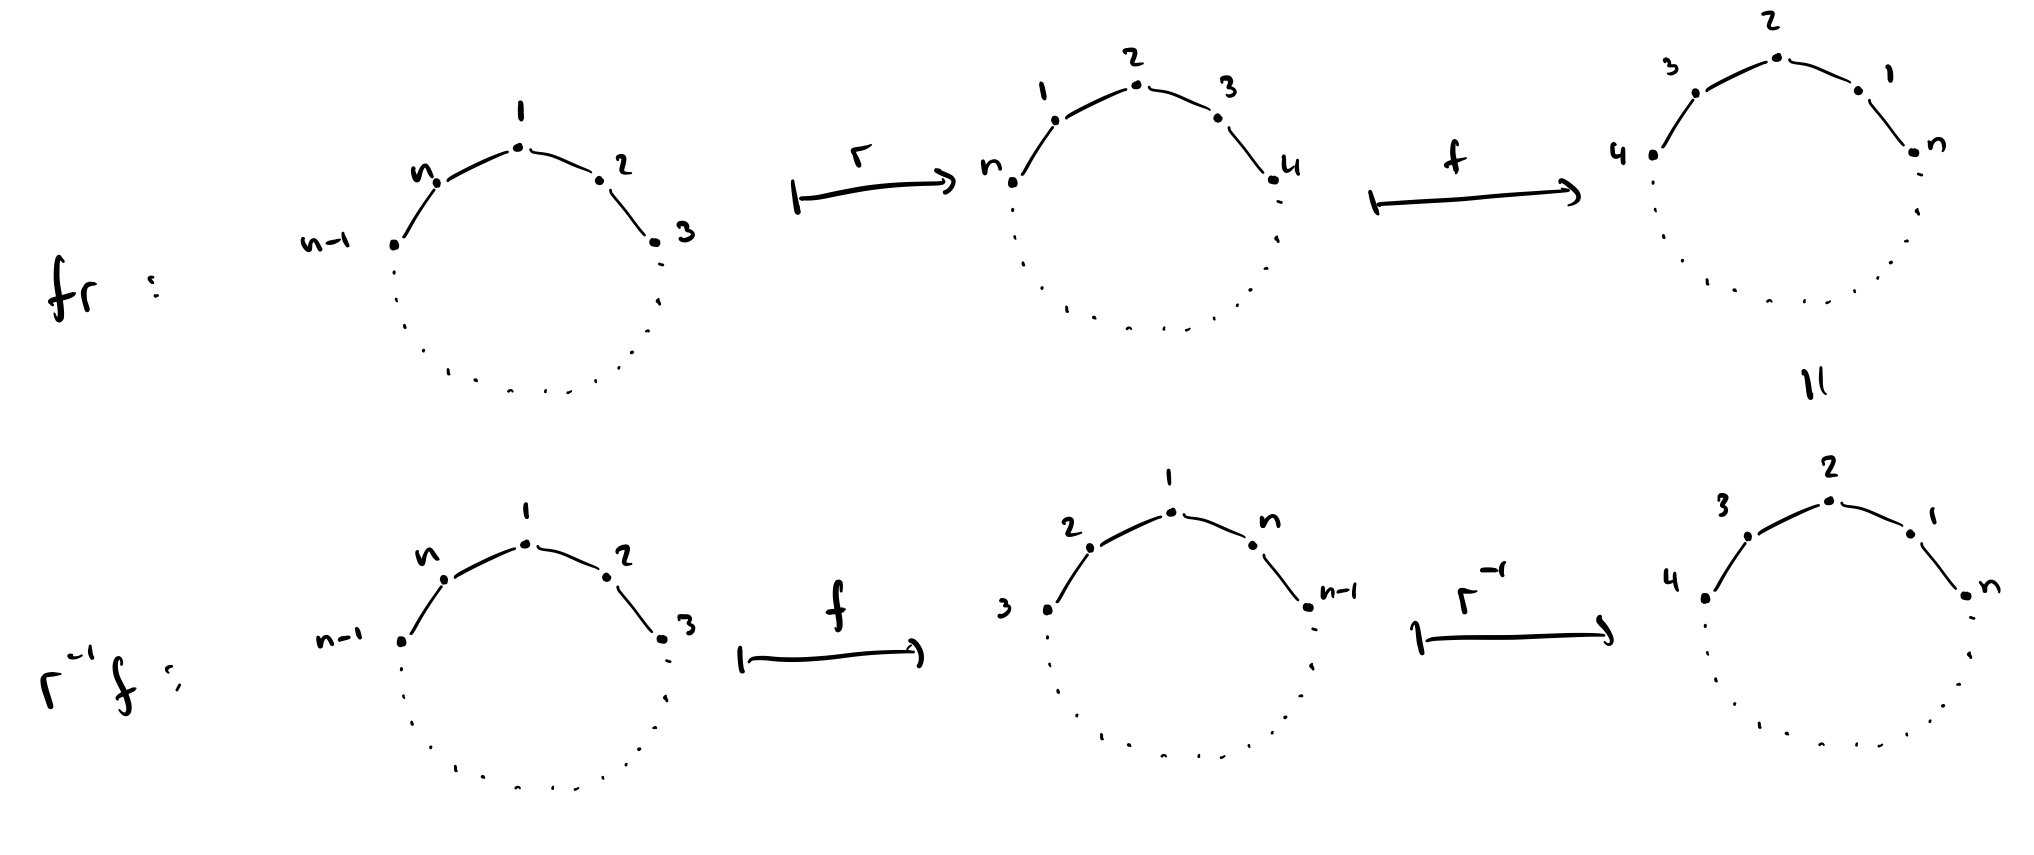 fr :
n-1 n 1 2 3
r
n 1 2 3 4
f
4 3 2 1 n
||
r⁻¹f :
n-1 n 1 2 3
f
3 2 1 n n-1
r⁻¹
4 3 2 1 n